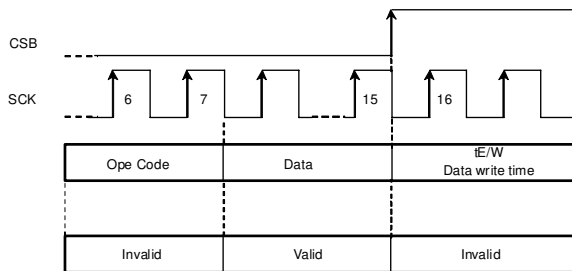 CSB
SCK
6
7
15
16
Ope Code
Data
tE/W
Data write time
Invalid
Valid
Invalid